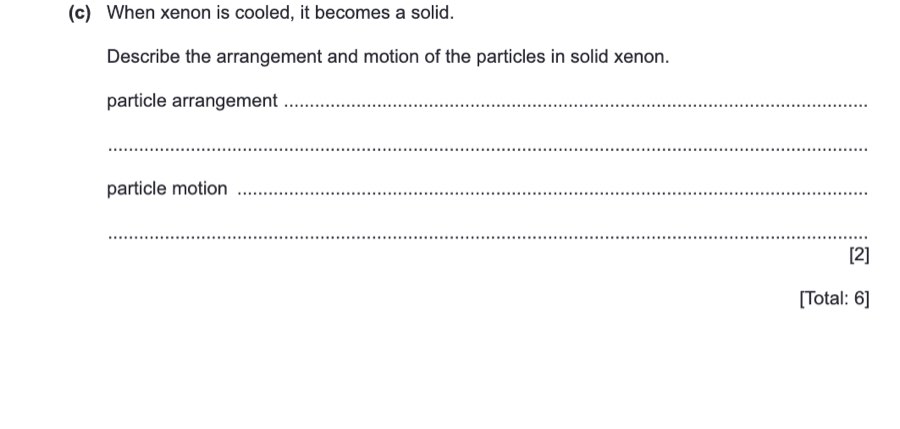 (c) When xenon is cooled, it becomes a solid.
Describe the arrangement and motion of the particles in solid xenon.
particle arrangement ..........................................................................................................
..........................................................................................................................................
particle motion ...................................................................................................................
..........................................................................................................................................
[2]
[Total: 6]